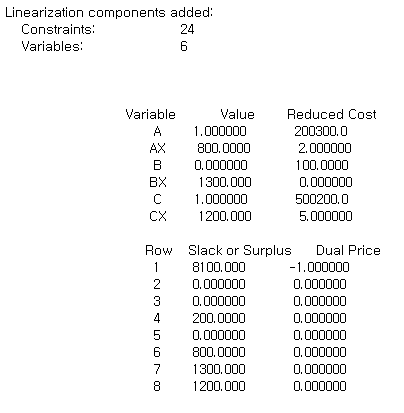 Linearization components added:
Constraints: 24
Variables: 6
Variable Value Reduced Cost
A 1.000000 200300.0
AX 800.0000 2.000000
B 0.000000 100.0000
BX 1300.000 0.000000
C 1.000000 500200.0
CX 1200.000 5.000000
Row Slack or Surplus Dual Price
1 8100.000 -1.000000
2 0.000000 0.000000
3 0.000000 0.000000
4 200.0000 0.000000
5 0.000000 0.000000
6 800.0000 0.000000
7 1300.000 0.000000
8 1200.000 0.000000